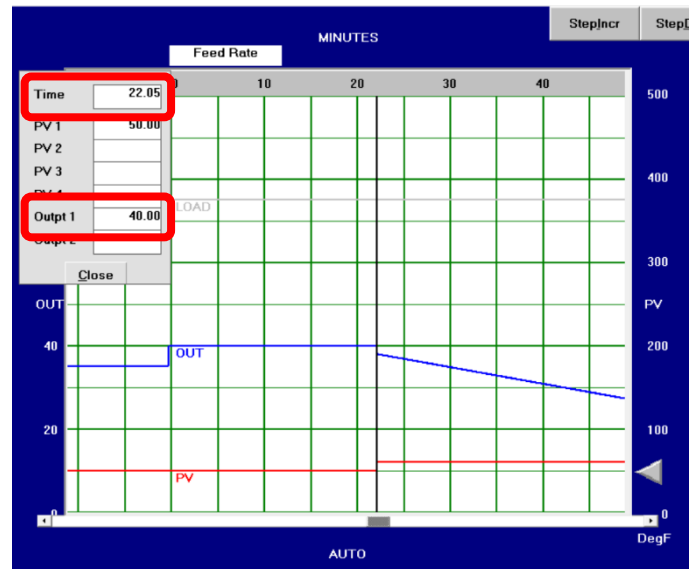 StepIncr
MINUTES
Feed Rate
10 20 30 40
Time 22.05
500
PV 1 50.00
PV 2
PV 3
400
LOAD
Outpt 1 40.00
Close
300
OUT
PV
40
OUT
200
20
100
PV
0
0
DegF
AUTO